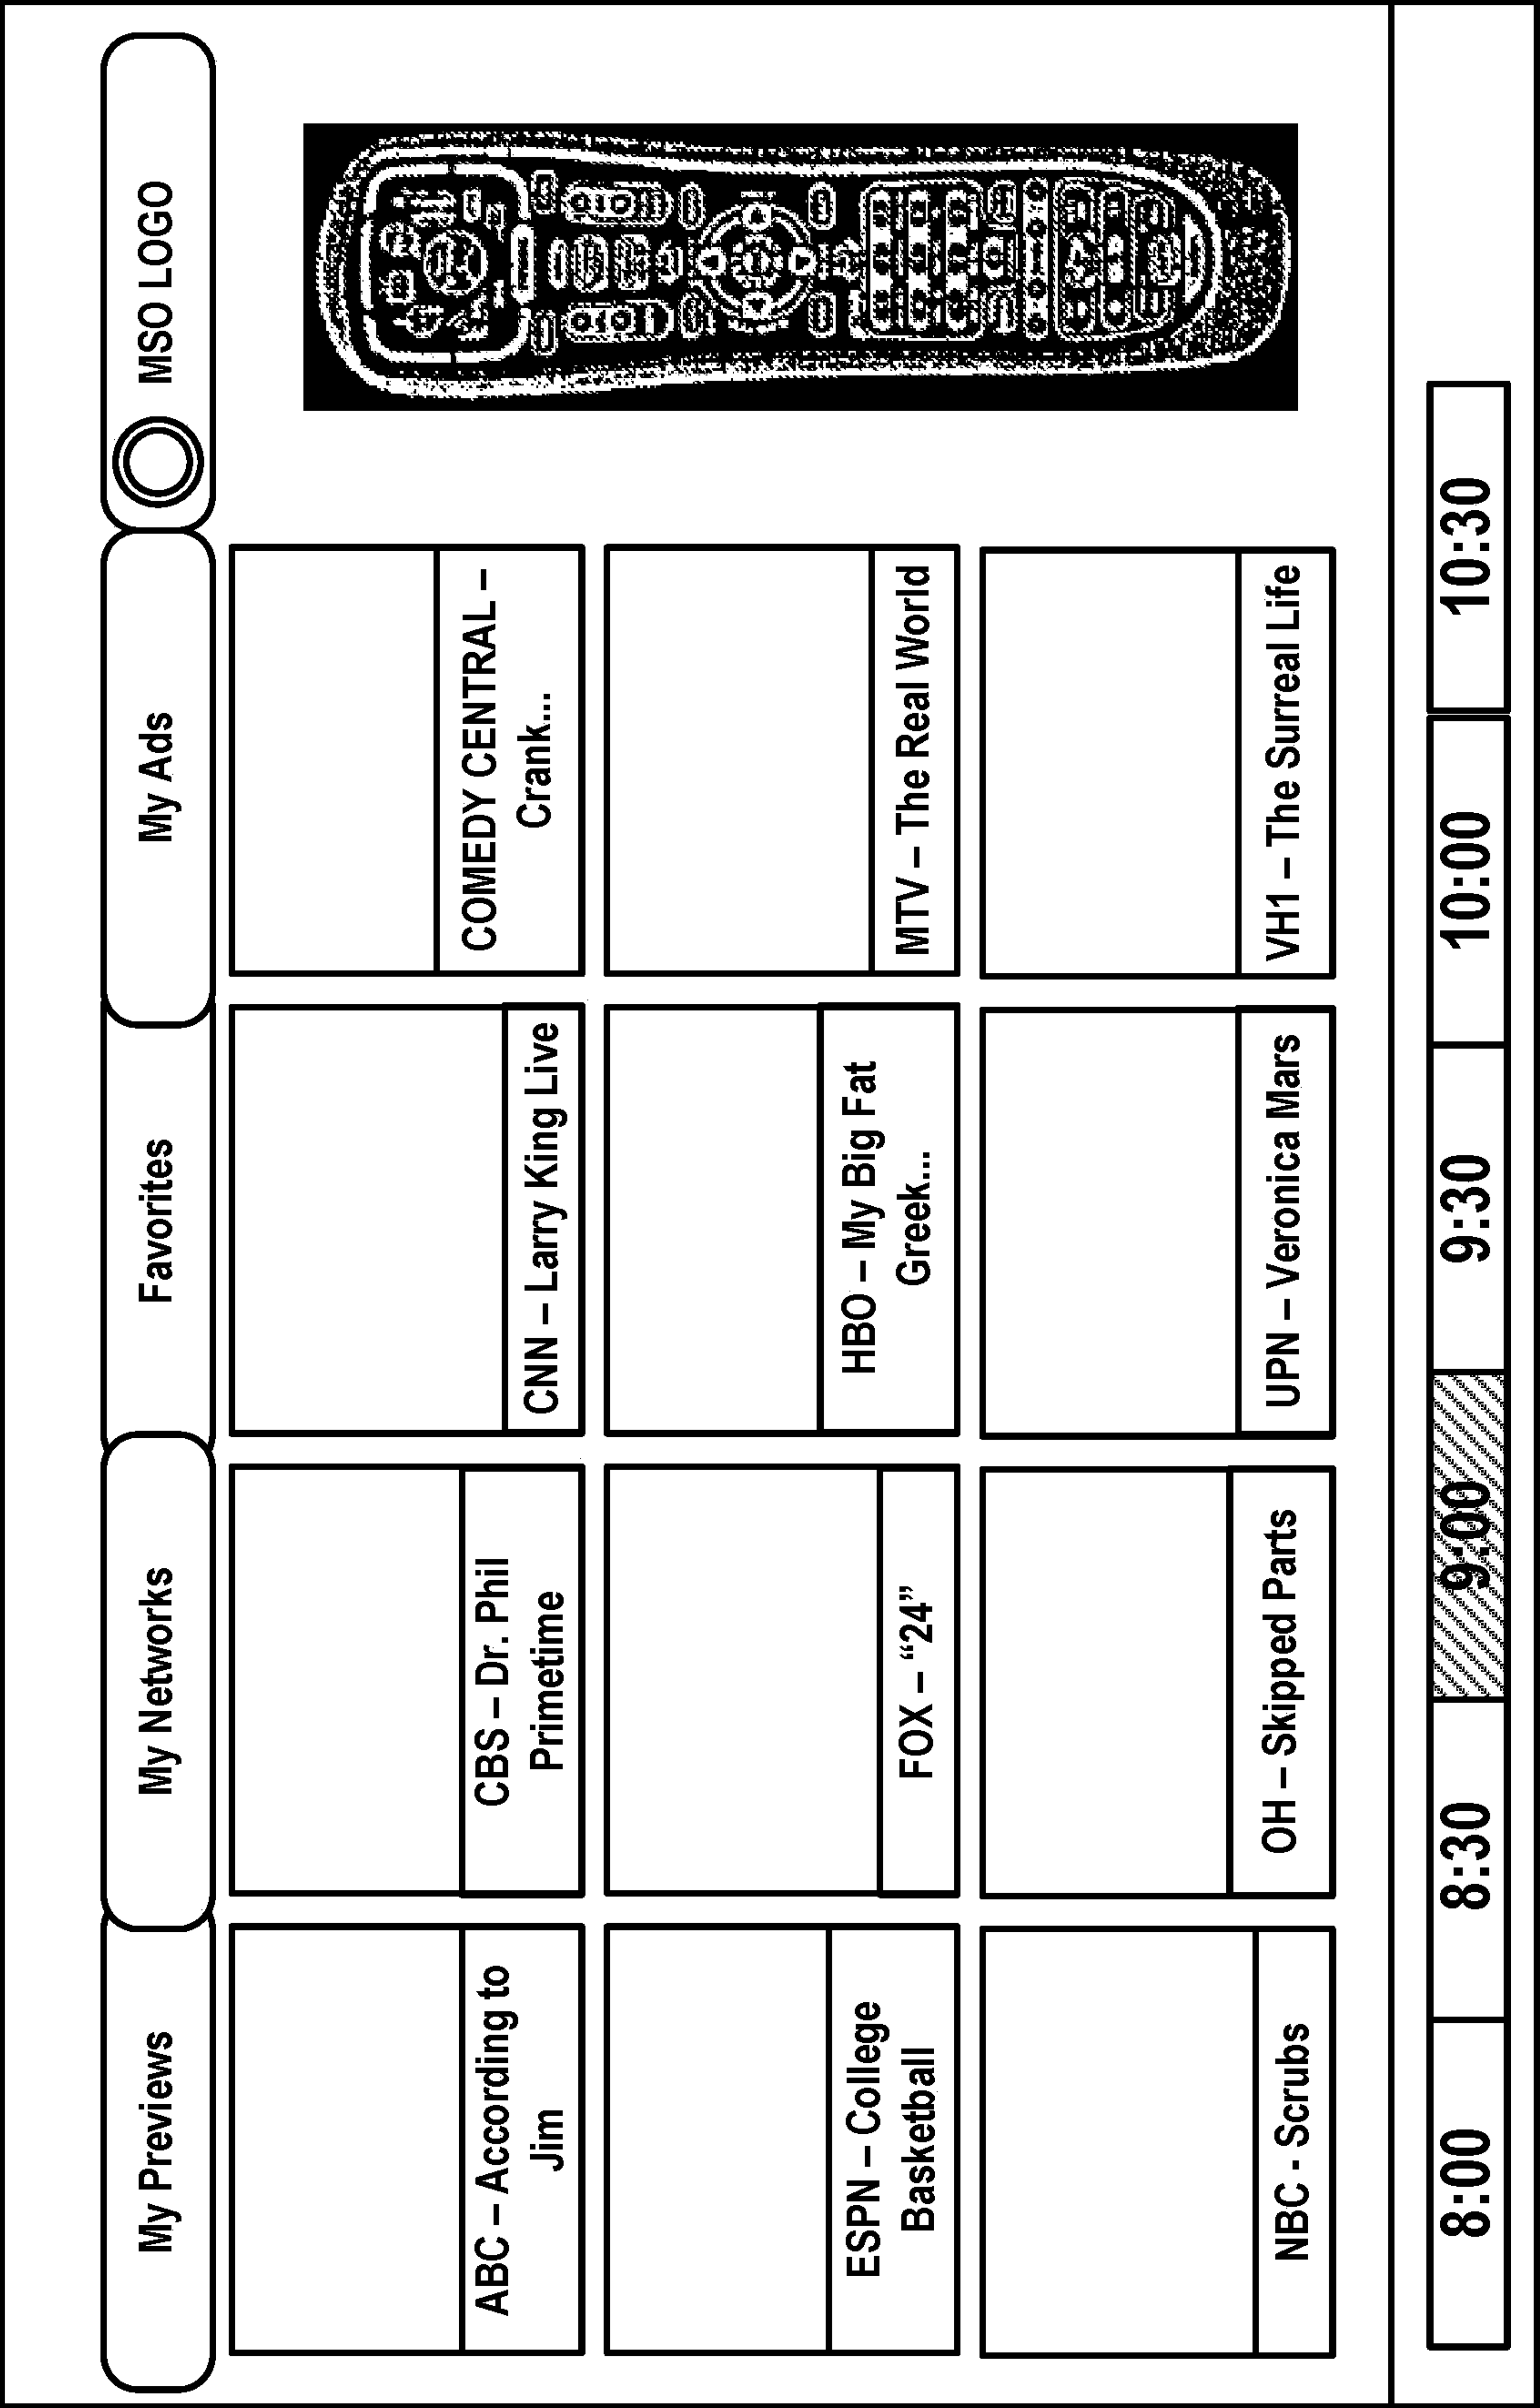 My Previews
My Networks
Favorites
My Ads
MSO LOGO
ABC – According to
Jim
CBS – Dr. Phil
Primetime
CNN – Larry King Live
COMEDY CENTRAL –
Crank...
ESPN – College
Basketball
FOX – “24”
HBO – My Big Fat
Greek...
MTV – The Real World
NBC - Scrubs
OH – Skipped Parts
UPN – Veronica Mars
VH1 – The Surreal Life
8:00
8:30
9:00
9:30
10:00
10:30